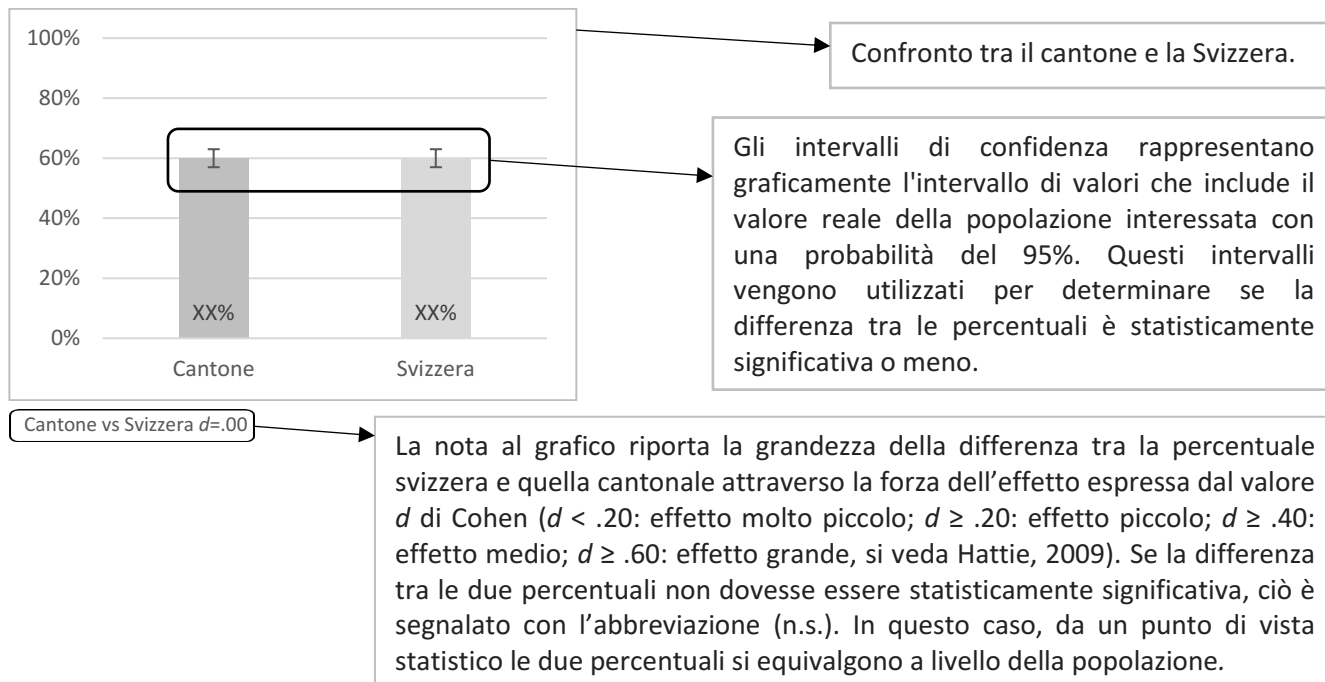 100%
80%
60%
40%
20%
0%
XX%
XX%
Cantone
Svizzera
Confronto tra il cantone e la Svizzera.
Gli intervalli di confidenza rappresentano
graficamente l'intervallo di valori che include il
valore reale della popolazione interessata con
una probabilità del 95%. Questi intervalli
vengono utilizzati per determinare se la
differenza tra le percentuali è statisticamente
significativa o meno.
Cantone vs Svizzera d=.00
La nota al grafico riporta la grandezza della differenza tra la percentuale
svizzera e quella cantonale attraverso la forza dell’effetto espressa dal valore
d di Cohen (d < .20: effetto molto piccolo; d ≥ .20: effetto piccolo; d ≥ .40:
effetto medio; d ≥ .60: effetto grande, si veda Hattie, 2009). Se la differenza
tra le due percentuali non dovesse essere statisticamente significativa, ciò è
segnalato con l’abbreviazione (n.s.). In questo caso, da un punto di vista
statistico le due percentuali si equivalgono a livello della popolazione.